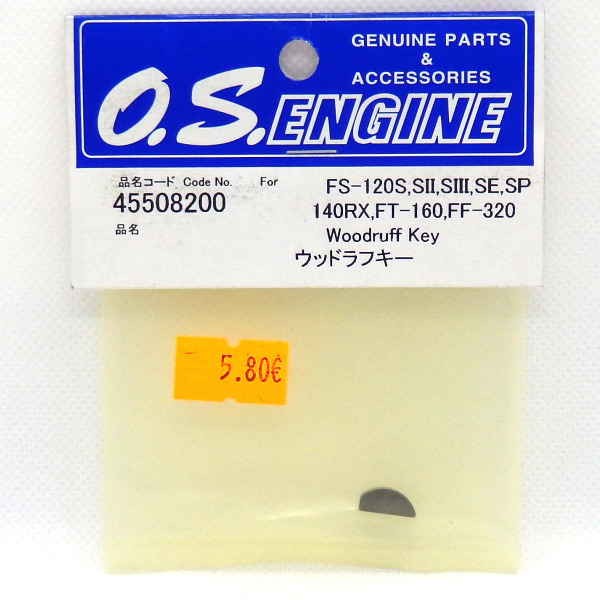 GENUINE PARTS
&
ACCESSORIES
O.S.ENGINE
品名コード Code No. For
45508200
品名
FS-120S,SII,SIII,SE,SP
140RX,FT-160,FF-320
Woodruff Key
ウッドラフキー
5.80€